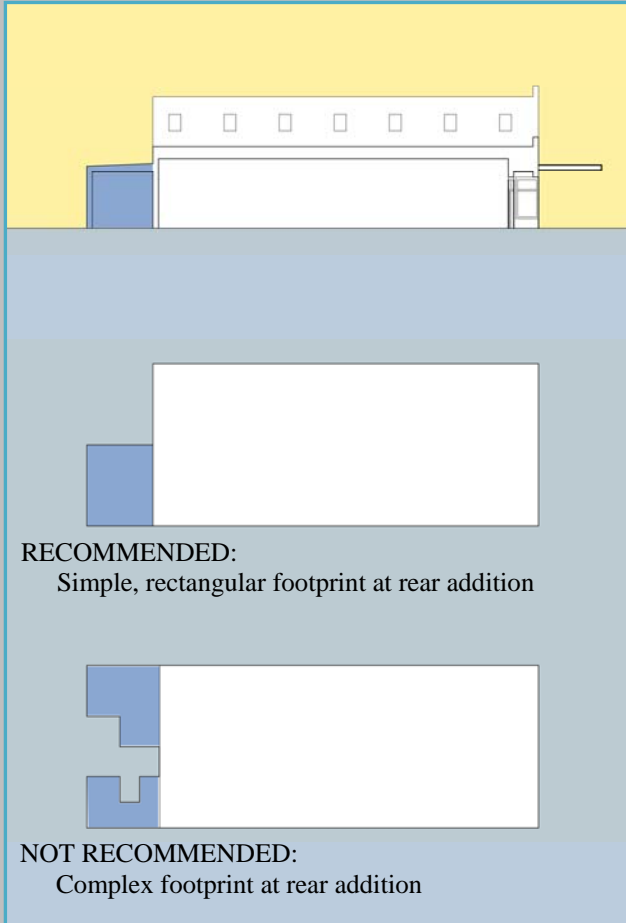 RECOMMENDED:
Simple, rectangular footprint at rear addition
NOT RECOMMENDED:
Complex footprint at rear addition